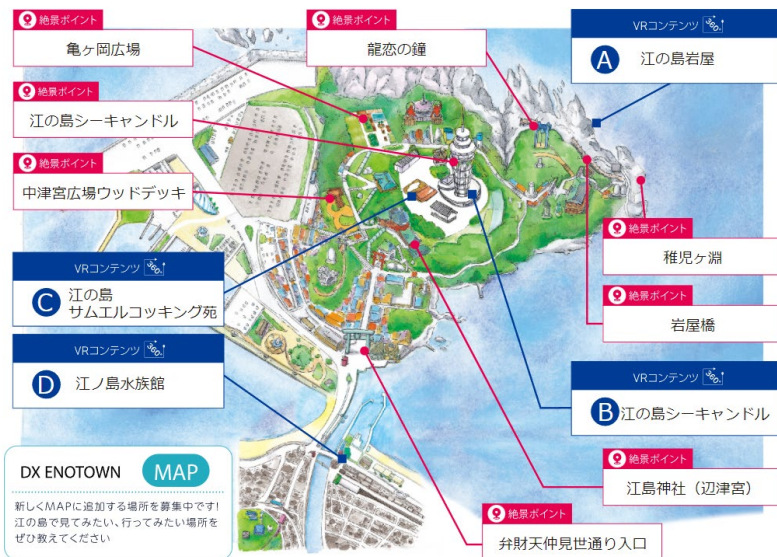 絶景ポイント
亀ヶ岡広場
絶景ポイント
龍恋の鐘
VRコンテンツ 360°
A 江の島岩屋
絶景ポイント
江の島シーキャンドル
絶景ポイント
中津宮広場ウッドデッキ
絶景ポイント
稚児ヶ淵
VRコンテンツ 360°
C 江の島
サムエルコッキング苑
絶景ポイント
岩屋橋
VRコンテンツ 360°
D 江ノ島水族館
VRコンテンツ 360°
B 江の島シーキャンドル
絶景ポイント
江島神社（辺津宮）
絶景ポイント
弁財天仲見世通り入口
DX ENOTOWN MAP
新しくMAPに追加する場所を募集中です!
江の島で見てみたい、行ってみたい場所を
ぜひ教えてください